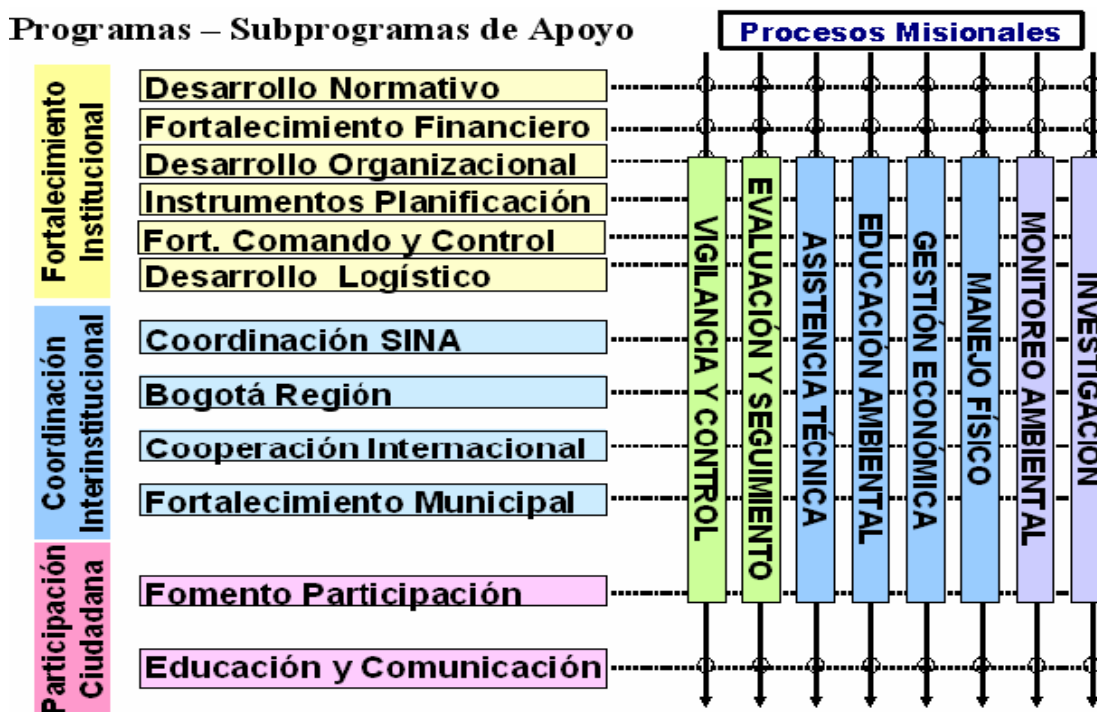 Programas – Subprogramas de Apoyo
Procesos Misionales
Fortalecimiento
Institucional
Desarrollo Normativo
Fortalecimiento Financiero
Desarrollo Organizacional
Instrumentos Planificación
Fort. Comando y Control
Desarrollo Logístico
Coordinación
Interinstitucional
Coordinación SINA
Bogotá Región
Cooperación Internacional
Fortalecimiento Municipal
Participación
Ciudadana
Fomento Participación
Educación y Comunicación
VIGILANCIA Y CONTROL
EVALUACIÓN Y SEGUIMIENTO
ASISTENCIA TÉCNICA
EDUCACIÓN AMBIENTAL
GESTIÓN ECONÓMICA
MANEJO FÍSICO
MONITOREO AMBIENTAL
INVESTIGACIÓN